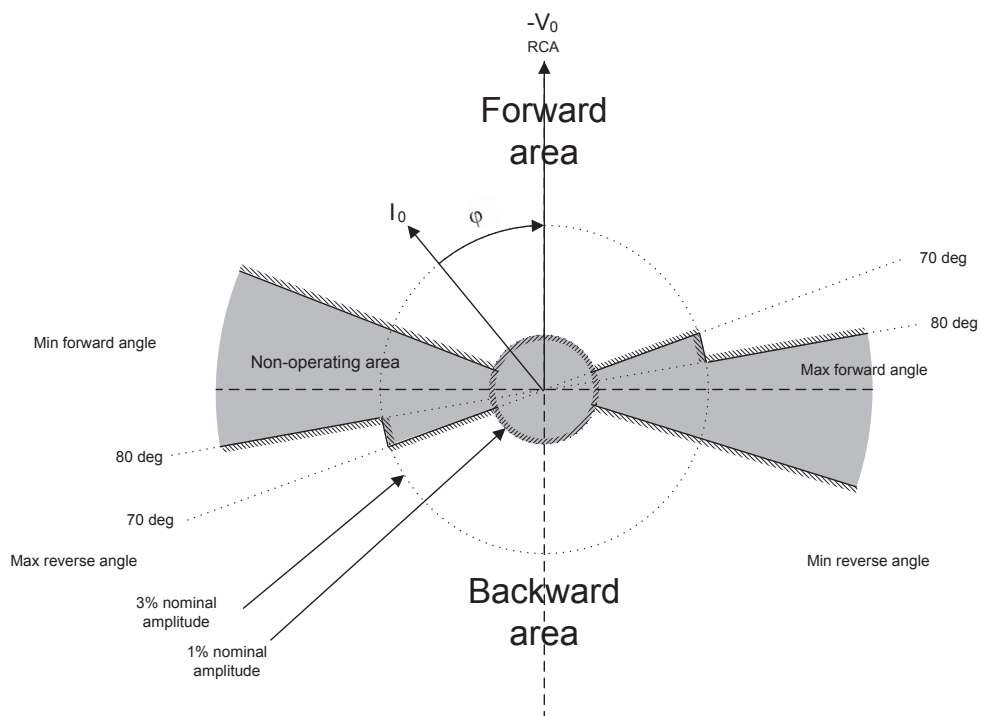 -V0
RCA
Forward
area
I0
φ
70 deg
80 deg
Min forward angle
Non-operating area
Max forward angle
80 deg
70 deg
Max reverse angle
Min reverse angle
Backward
area
3% nominal
amplitude
1% nominal
amplitude